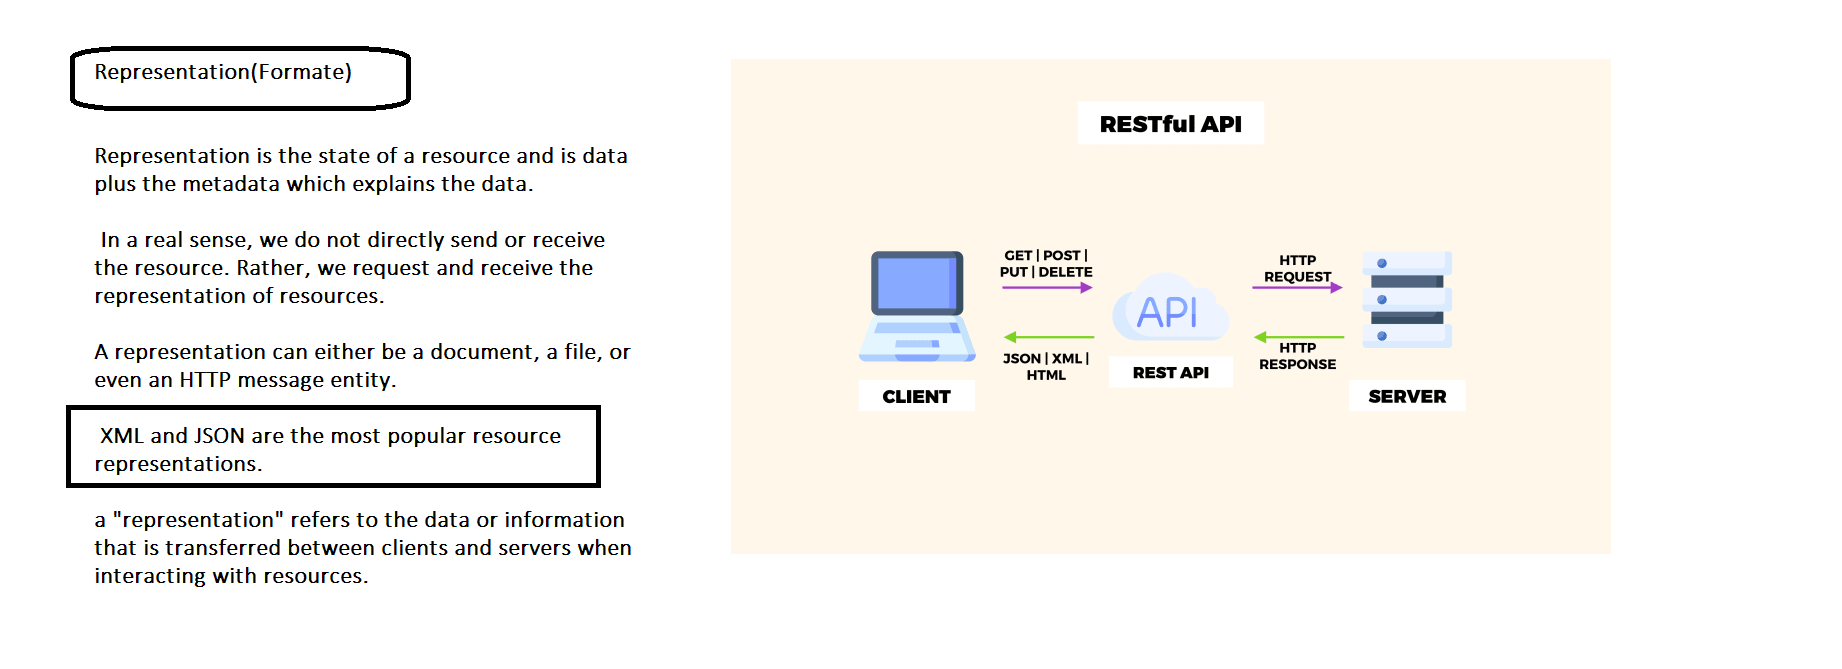 Representation(Formate)
Representation is the state of a resource and is data
plus the metadata which explains the data.
In a real sense, we do not directly send or receive
the resource. Rather, we request and receive the
representation of resources.
A representation can either be a document, a file, or
even an HTTP message entity.
XML and JSON are the most popular resource
representations.
a "representation" refers to the data or information
that is transferred between clients and servers when
interacting with resources.
RESTful API
GET | POST |
PUT | DELETE
JSON | XML |
HTML
CLIENT
API
REST API
HTTP
REQUEST
HTTP
RESPONSE
SERVER